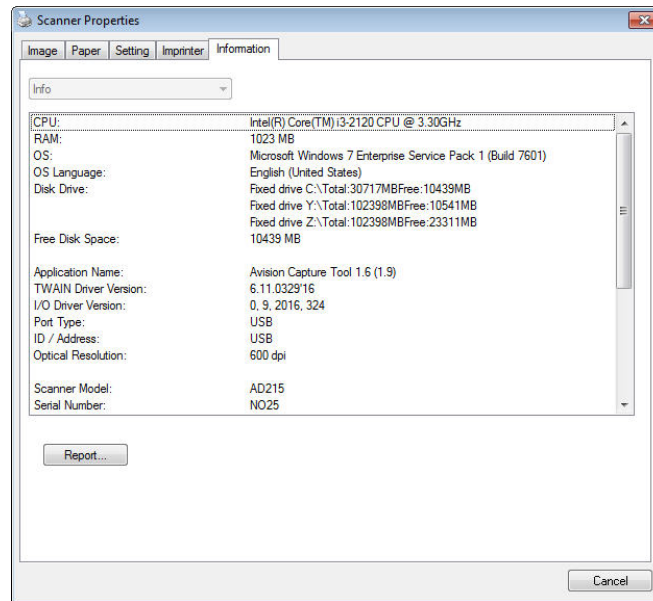 Scanner Properties
Image Paper Setting Imprinter Information
Info
CPU: Intel(R) Core(TM) i3-2120 CPU @ 3.30GHz
RAM: 1023 MB
OS: Microsoft Windows 7 Enterprise Service Pack 1 (Build 7601)
OS Language: English (United States)
Disk Drive: Fixed drive C:\Total:30717MBFree:10439MB
Fixed drive Y:\Total:102398MBFree:10541MB
Fixed drive Z:\Total:102398MBFree:23311MB
Free Disk Space: 10439 MB
Application Name: Avision Capture Tool 1.6 (1.9)
TWAIN Driver Version: 6.11.0329'16
I/O Driver Version: 0, 9, 2016, 324
Port Type: USB
ID / Address: USB
Optical Resolution: 600 dpi
Scanner Model: AD215
Serial Number: NO25
Report...
Cancel